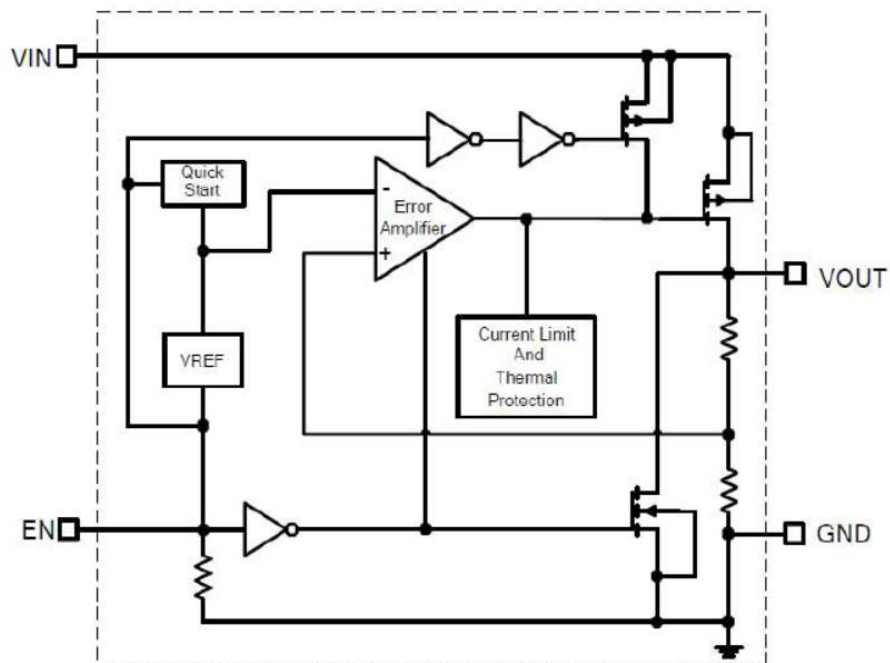 VIN
Quick
Start
-
Error
Amplifier
+
VOUT
Current Limit
And
Thermal
Protection
VREF
EN
GND